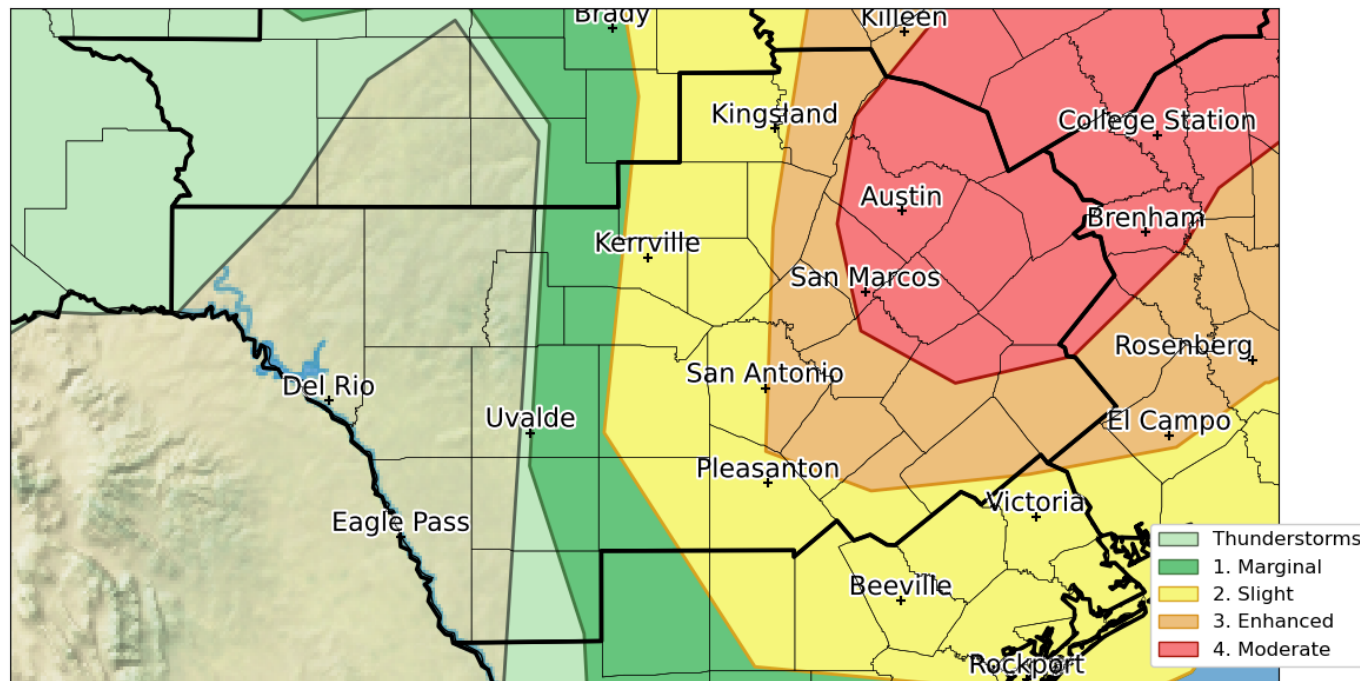 Brady
Killeen
Kingsland
College Station
Austin
Brenham
Kerrville
San Marcos
Rosenberg
San Antonio
Del Rio
Uvalde
El Campo
Pleasanton
Victoria
Eagle Pass
Beeville
Rockport
Thunderstorms
1. Marginal
2. Slight
3. Enhanced
4. Moderate